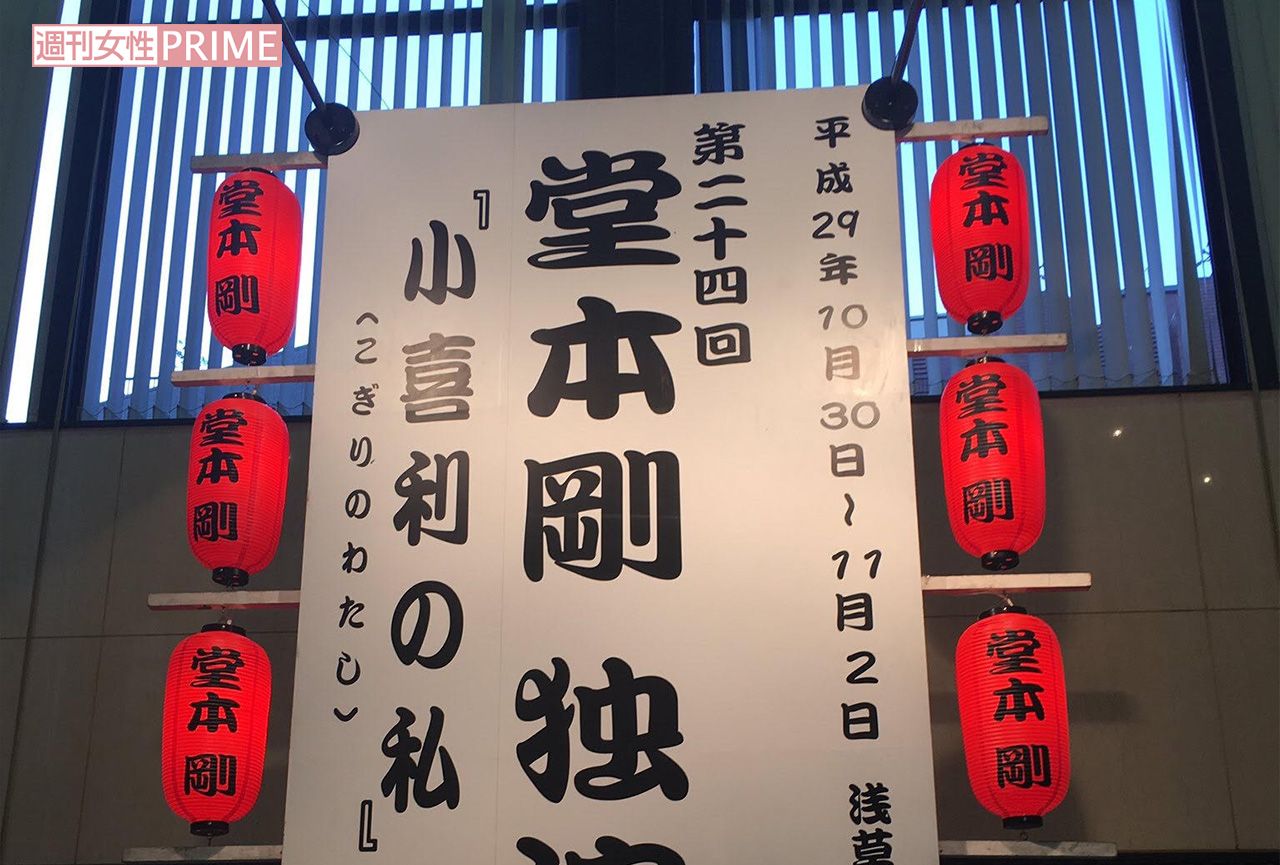 週刊女性PRIME
平成29年10月30日~11月2日 浅草
第二十四回
堂本剛 独演
『小喜利の私』
(こぎりのわたし)
堂本剛
堂本剛
堂本剛
堂本剛
堂本剛
堂本剛